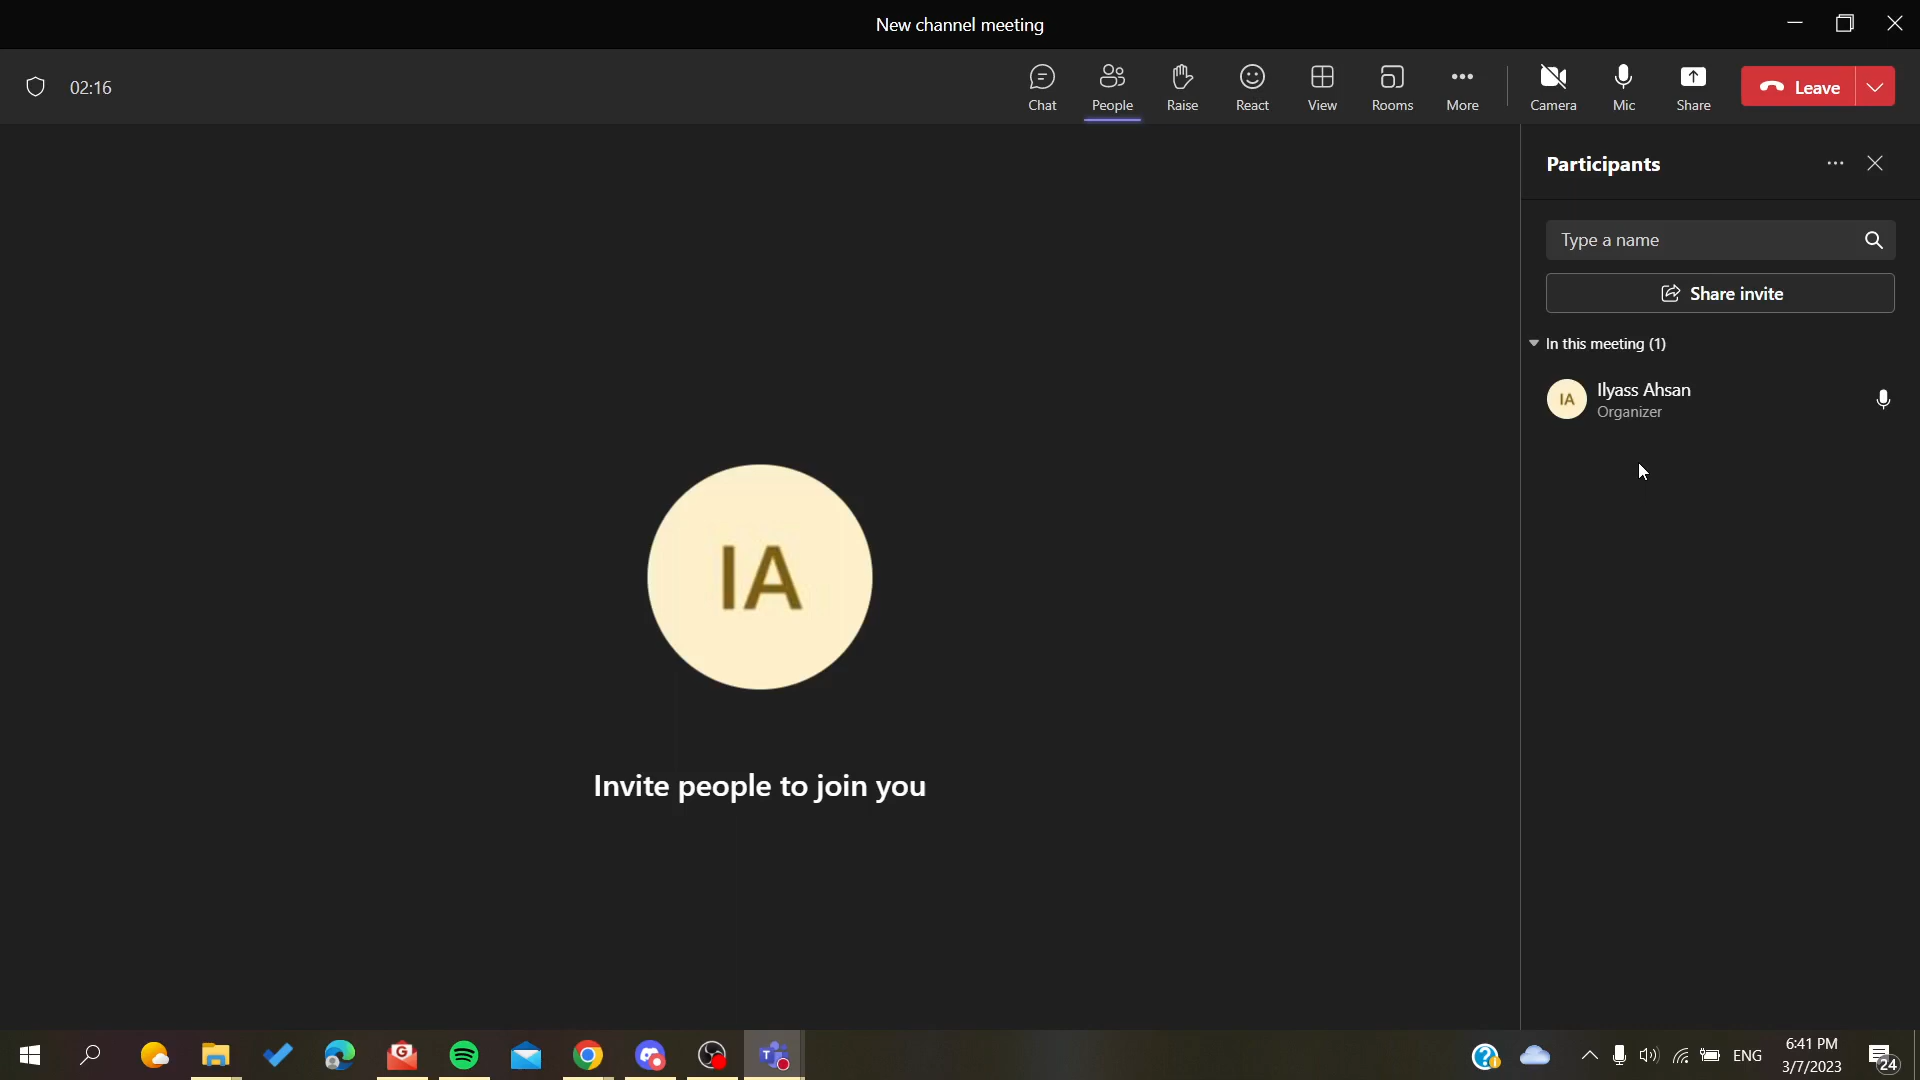 New channel meeting
02:16
Chat
People
Raise
React
View
Rooms
More
Camera
Mic
Share
Leave
Participants
Type a name
Share invite
In this meeting (1)
IA
Ilyass Ahsan
Organizer
IA
Invite people to join you
ENG
6:41 PM
3/7/2023
24